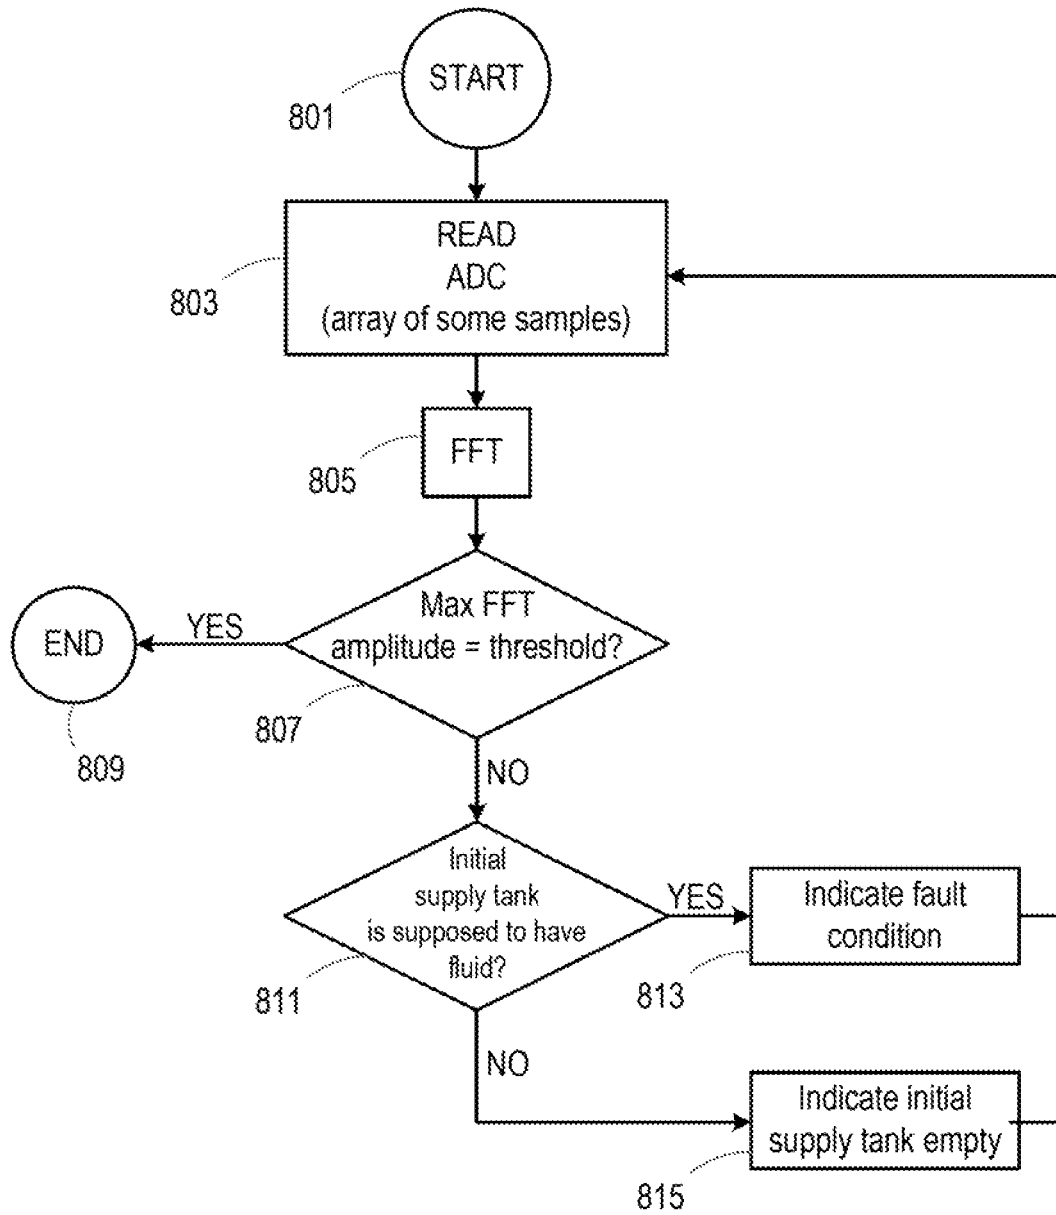 START
801
READ
ADC
(array of some samples)
803
FFT
805
Max FFT
amplitude = threshold?
YES
END
807
809
NO
Initial
supply tank
is supposed to have
fluid?
YES
Indicate fault
condition
811
813
NO
Indicate initial
supply tank empty
815